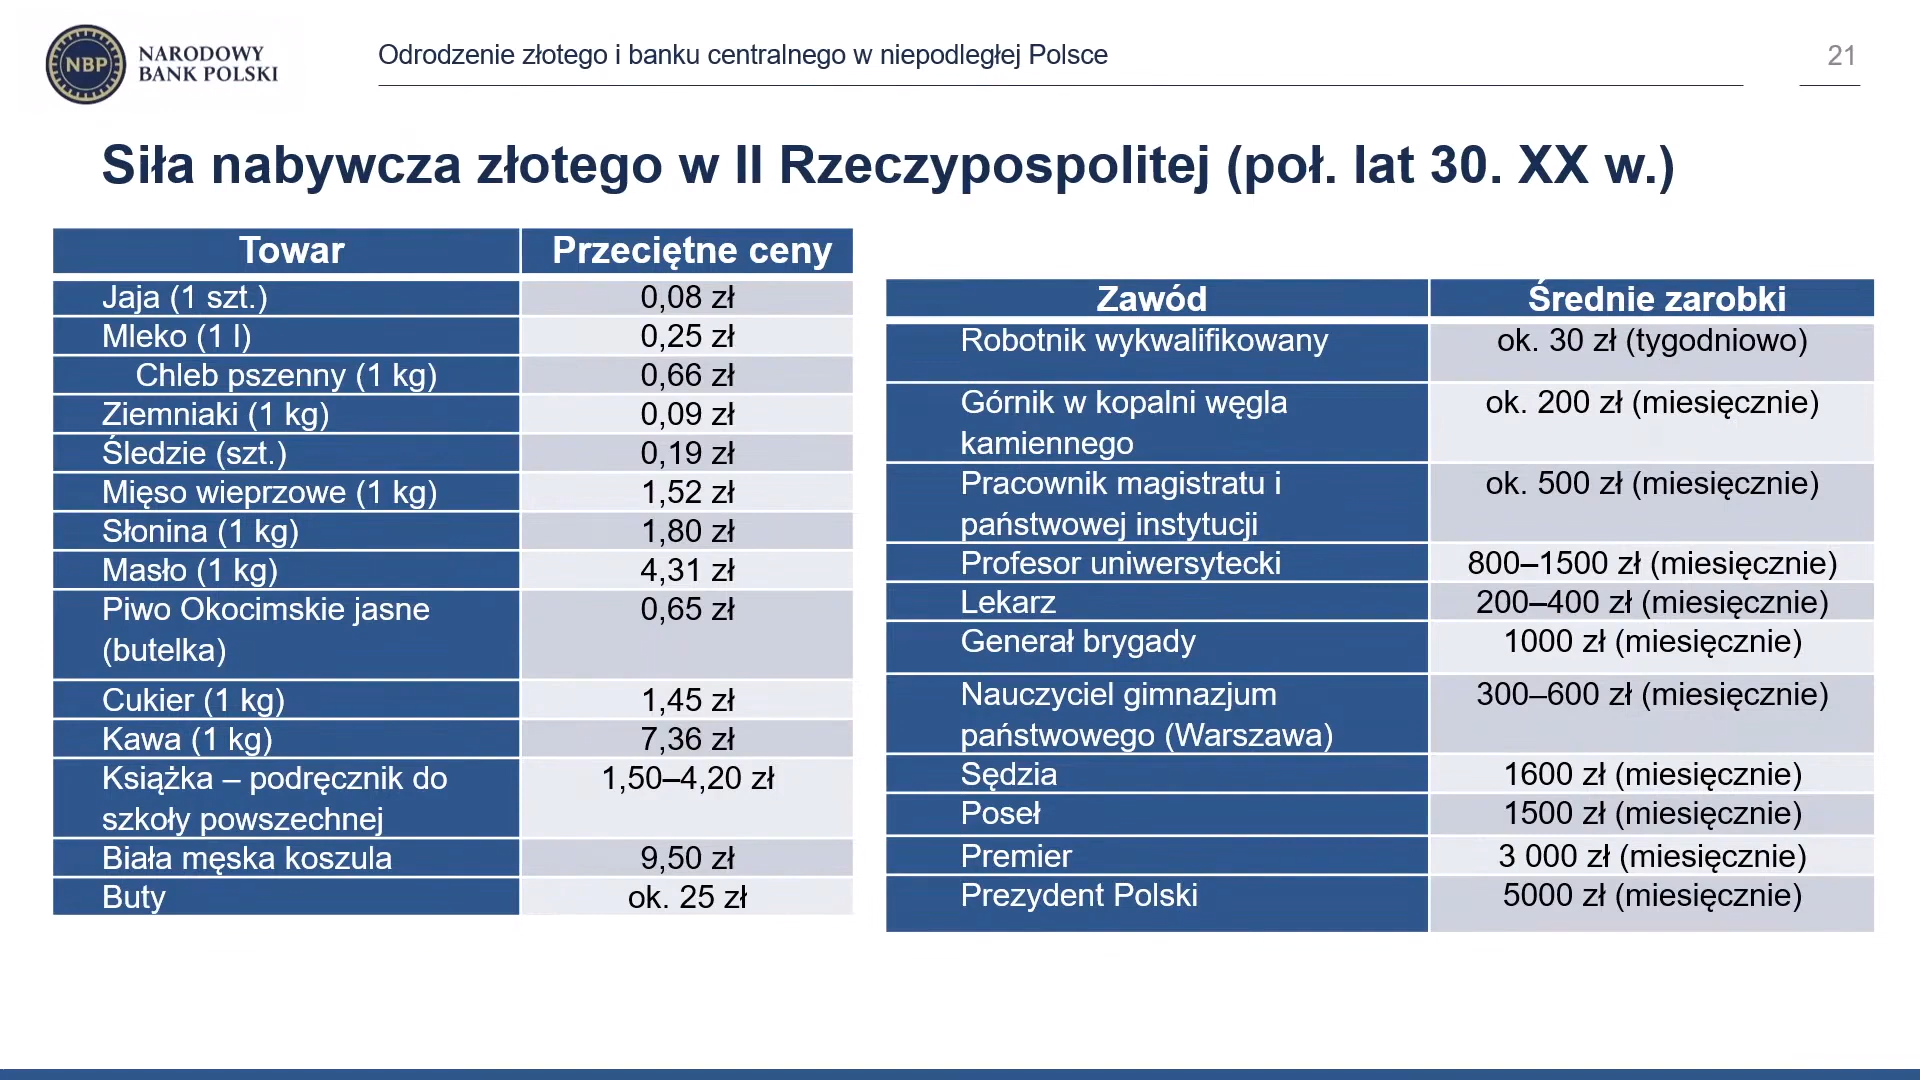 NBP
NARODOWY
BANK POLSKI
Odrodzenie złotego i banku centralnego w niepodległej Polsce
21
Siła nabywcza złotego w II Rzeczypospolitej (poł. lat 30. XX w.)
Towar Przeciętne ceny
Jaja (1 szt.) 0,08 zł
Mleko (1 l) 0,25 zł
Chleb pszenny (1 kg) 0,66 zł
Ziemniaki (1 kg) 0,09 zł
Śledzie (szt.) 0,19 zł
Mięso wieprzowe (1 kg) 1,52 zł
Słonina (1 kg) 1,80 zł
Masło (1 kg) 4,31 zł
Piwo Okocimskie jasne 0,65 zł
(butelka)
Cukier (1 kg) 1,45 zł
Kawa (1 kg) 7,36 zł
Książka – podręcznik do 1,50–4,20 zł
szkoły powszechnej
Biała męska koszula 9,50 zł
Buty ok. 25 zł
Zawód Średnie zarobki
Robotnik wykwalifikowany ok. 30 zł (tygodniowo)
Górnik w kopalni węgla ok. 200 zł (miesięcznie)
kamiennego
Pracownik magistratu i ok. 500 zł (miesięcznie)
państwowej instytucji
Profesor uniwersytecki 800–1500 zł (miesięcznie)
Lekarz 200–400 zł (miesięcznie)
Generał brygady 1000 zł (miesięcznie)
Nauczyciel gimnazjum 300–600 zł (miesięcznie)
państwowego (Warszawa)
Sędzia 1600 zł (miesięcznie)
Poseł 1500 zł (miesięcznie)
Premier 3 000 zł (miesięcznie)
Prezydent Polski 5000 zł (miesięcznie)